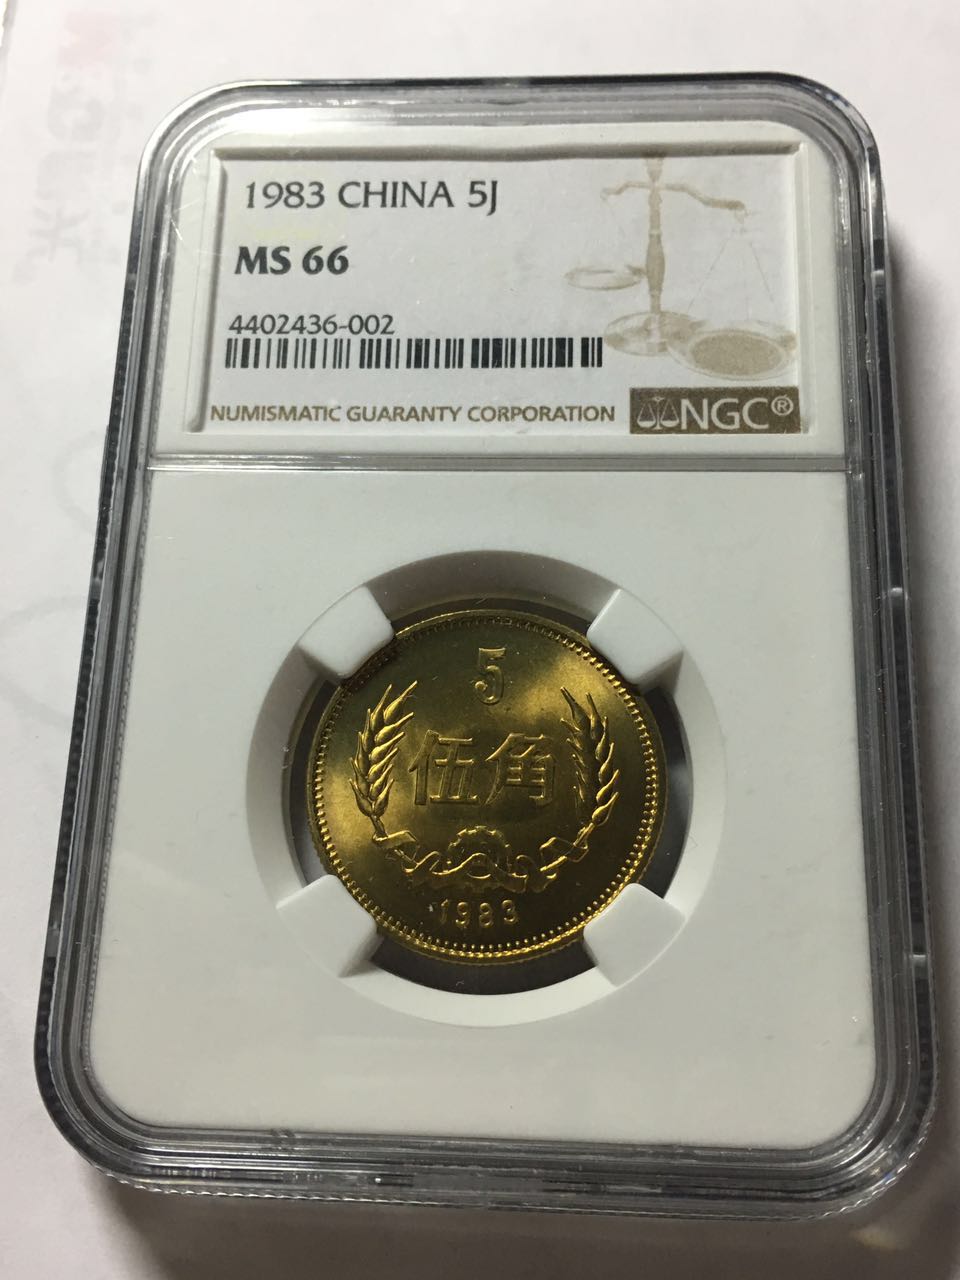 1983 CHINA 5J
MS 66
4402436-002
NUMISMATIC GUARANTY CORPORATION NGC®
5
伍角
1983